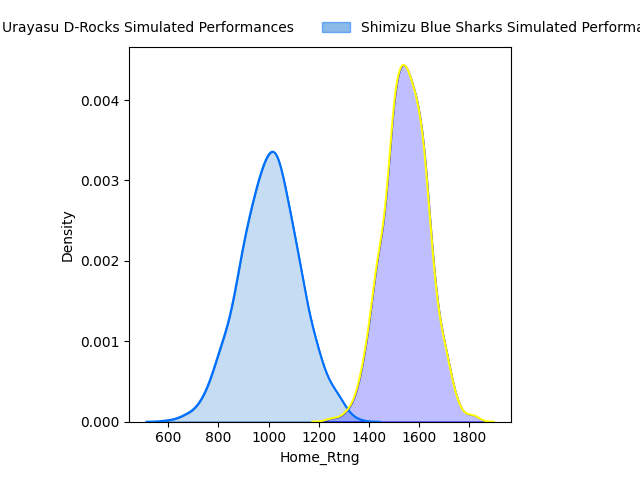 Urayasu D-Rocks Simulated Performances
Shimizu Blue Sharks Simulated Performa
0.004
0.003
0.002
0.001
0.000
Density
600 800 1000 1200 1400 1600 1800
Home_Rtng